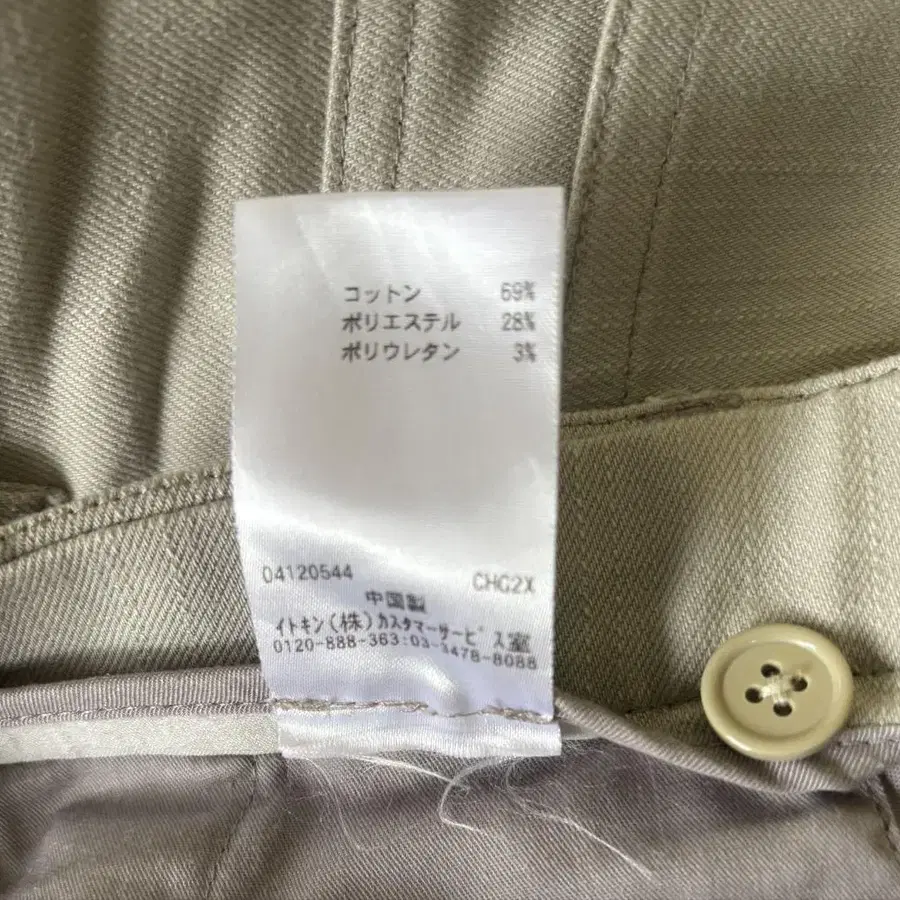 コットン 69%
ポリエステル 28%
ポリウレタン 3%
04120544 CHG2X
中国製
イトキン(株)カスタマーサービス室
0120-888-363:03-3478-8088